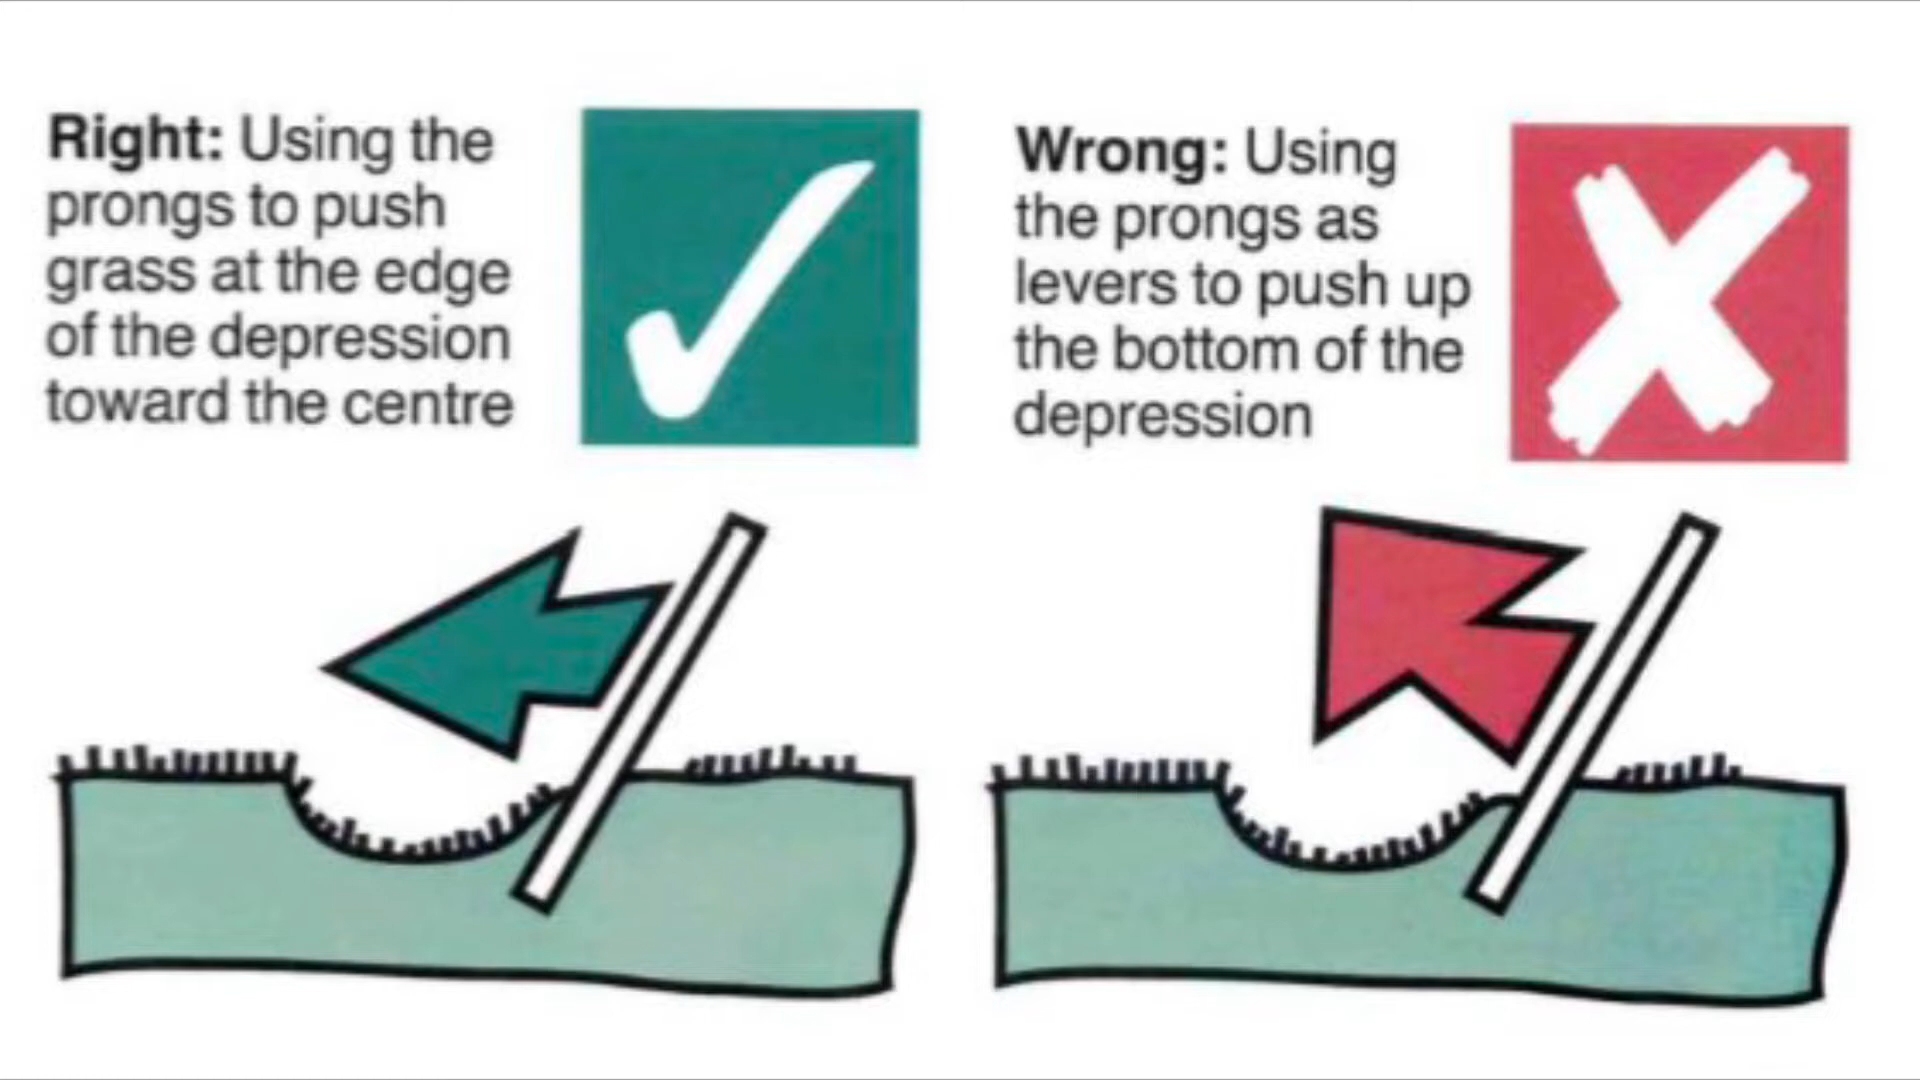 Right: Using the
prongs to push
grass at the edge
of the depression
toward the centre
Wrong: Using
the prongs as
levers to push up
the bottom of the
depression